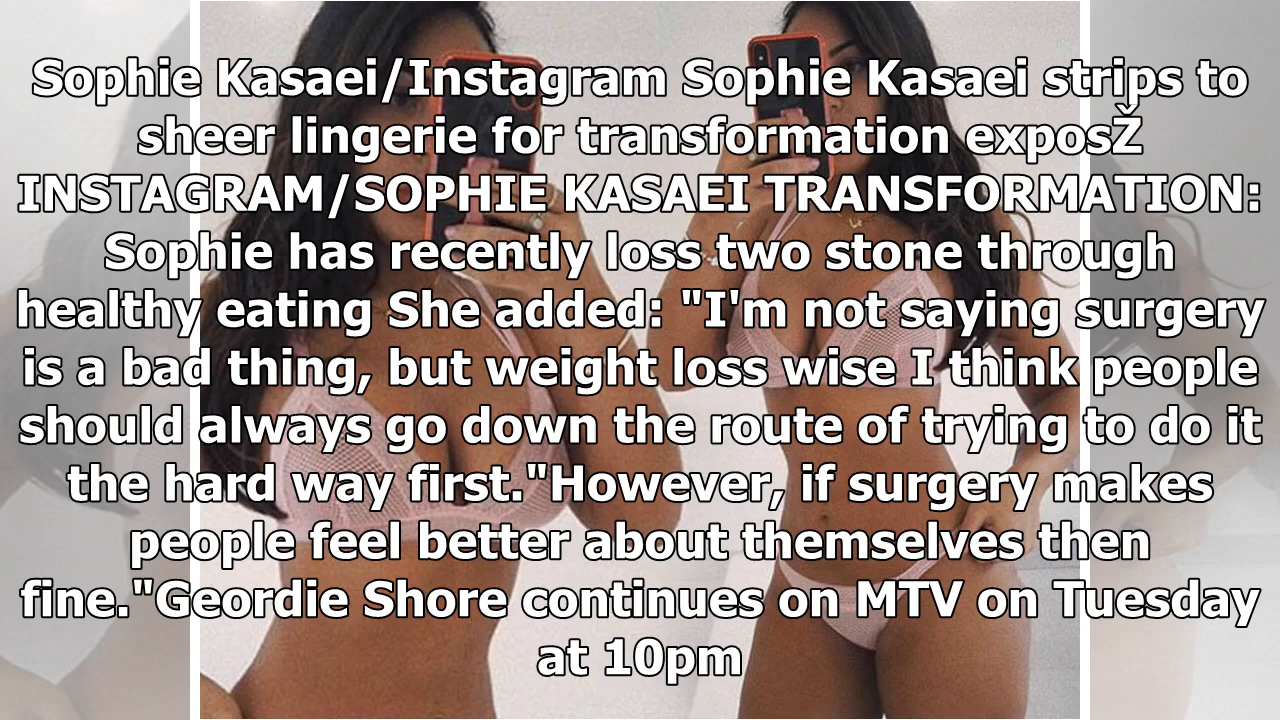 Sophie Kasaei/Instagram Sophie Kasaei strips to
sheer lingerie for transformation exposŽ
INSTAGRAM/SOPHIE KASAEI TRANSFORMATION:
Sophie has recently loss two stone through
healthy eating She added: "I'm not saying surgery
is a bad thing, but weight loss wise I think people
should always go down the route of trying to do it
the hard way first."However, if surgery makes
people feel better about themselves then
fine."Geordie Shore continues on MTV on Tuesday
at 10pm